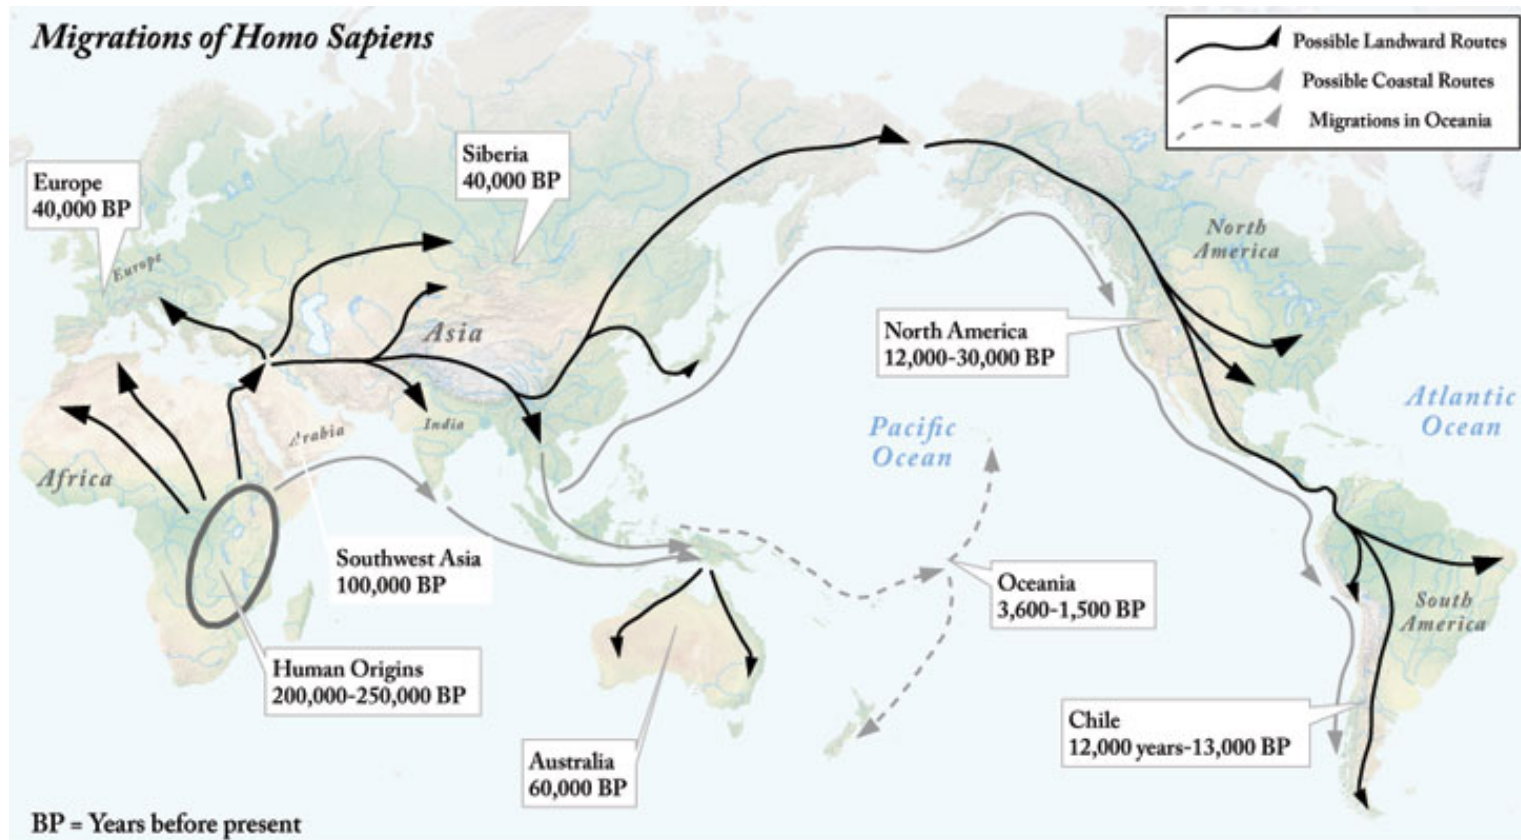 Migrations of Homo Sapiens
Possible Landward Routes
Possible Coastal Routes
Migrations in Oceania
Siberia
40,000 BP
Europe
40,000 BP
Europe
North
America
Asia
North America
12,000-30,000 BP
Atlantic
Ocean
India
Arabia
Pacific
Ocean
Africa
Southwest Asia
100,000 BP
Oceania
3,600-1,500 BP
South
America
Human Origins
200,000-250,000 BP
Chile
12,000 years-13,000 BP
Australia
60,000 BP
BP = Years before present